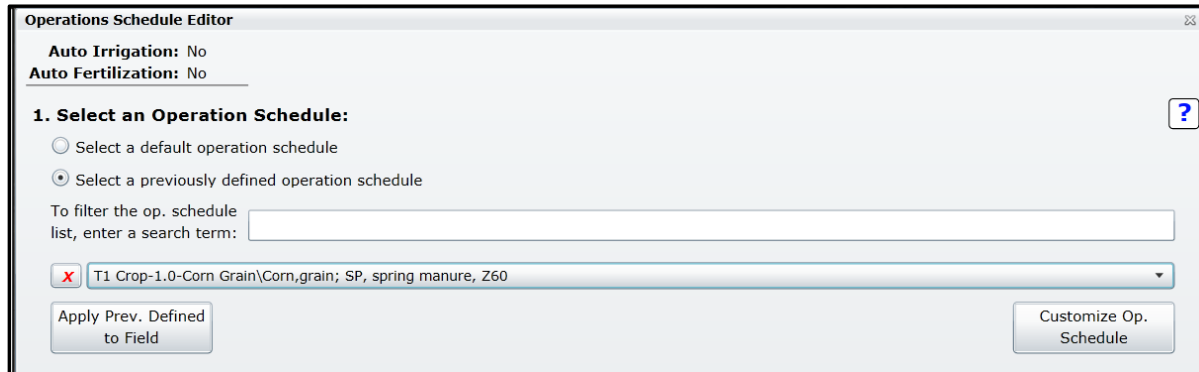 Operations Schedule Editor
Auto Irrigation: No
Auto Fertilization: No
1. Select an Operation Schedule:
?
Select a default operation schedule
Select a previously defined operation schedule
To filter the op. schedule
list, enter a search term:
X T1 Crop-1.0-Corn Grain\Corn,grain; SP, spring manure, Z60
Apply Prev. Defined
to Field
Customize Op.
Schedule